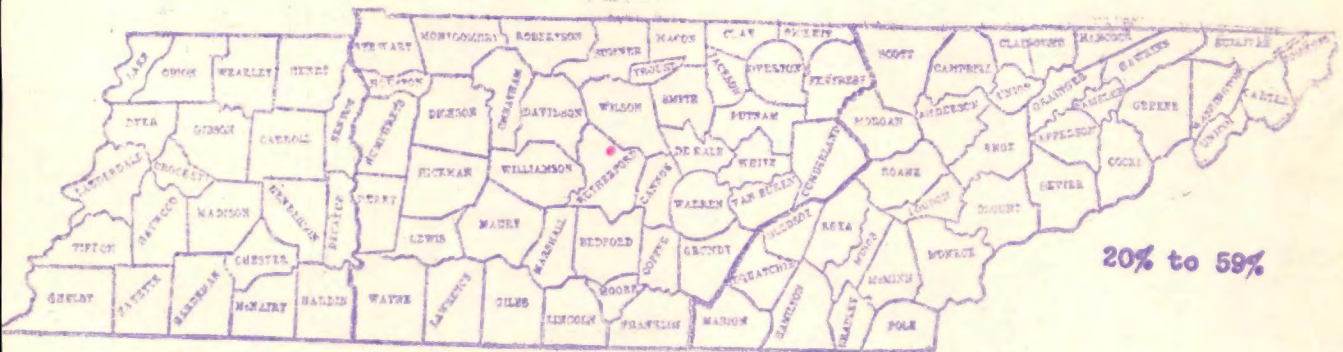 STEWART MONTGOMERY ROBERTSON SUMNER MACON CLAY PICKETT
LAKE OBION WEAKLEY HENRY HOUSTON TROUSDALE JACKSON OVERTON FENTRESS SCOTT CAMPBELL CLAIBORNE HANCOCK HAWKINS SULLIVAN JOHNSON
DYER GIBSON CARROLL BENTON HUMPHREYS DICKSON CHEATHAM DAVIDSON WILSON SMITH PUTNAM MORGAN ANDERSON UNION GRAINGER HAMBLEN GREENE WASHINGTON CARTER
LAUDERDALE CROCKETT HICKMAN WILLIAMSON RUTHERFORD CANNON DE KALB WHITE CUMBERLAND ROANE KNOX JEFFERSON COCKE UNION
TIPTON HAYWOOD MADISON HENDERSON DECATUR PERRY LEWIS MAURY MARSHALL BEDFORD COFFEE WARREN VAN BUREN BLEDSOE RHEA MEIGS LOUDON BLOUNT SEVIER
CHESTER GRUNDY SEQUATCHIE McMINN MONROE
20% to 59%
SHELBY FAYETTE HARDEMAN McNAIRY HARDIN WAYNE LAWRENCE GILES LINCOLN MOORE FRANKLIN MARION HAMILTON BRADLEY POLK